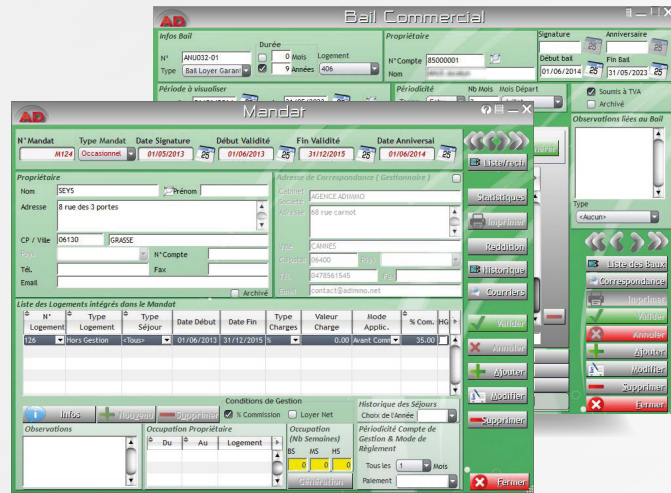 AD Bail Commercial
Infos Bail
N° ANU032-01
Type Bail Loyer Garanti
Durée
0 Mois
9 Années
Logement
406
Propriétaire
N°Compte 85000001
Nom
Signature
Anniversaire
Début bail
01/06/2014
Fin Bail
31/05/2023
Période à visualiser
Périodicité
Nb Mois
Mois Départ
Soumis à TVA
Archivé
Observations liées au Bail
Type
<Aucun>
Liste des Baux
Correspondance
Imprimer
Valider
Annuler
Ajouter
Modifier
Supprimer
Fermer
AD Mandat
N°Mandat
M124
Type Mandat
Occasionnel
Date Signature
01/05/2013
Début Validité
01/06/2013
Fin Validité
31/12/2015
Date Anniversai
01/06/2014
Propriétaire
Nom SEYS Prénom
Adresse 8 rue des 3 portes
CP / Ville 06130 GRASSE
Pays N°Compte
Tél. Fax
Email
Archivé
Adresse de Correspondance ( Gestionnaire )
Cabinet
Société AGENCE ADIMMO
Adresse 68 rue carnot
Ville CANNES
C.Postal 06400 Pays
Tél. 0478561545 Fax
Email contact@adimno.net
Liste des Logements intégrés dans le Mandat
N° Logement Type Logement Type Séjour Date Début Date Fin Type Charges Valeur Charge Mode Applic. % Com. HG
126 Hors Gestion <Tous> 01/06/2013 31/12/2015 % 0.00 Avant Comm 35.00
Infos
Nouveau
Supprimer
Conditions de Gestion
% Commission Loyer Net
Historique des Séjours
Choix de l'Année
Observations
Occupation Propriétaire
Du Au Logement
Occupation (Nb Semaines)
BS MS HS
0 0 0
Génération
Périodicité Compte de Gestion & Mode de Règlement
Tous les 1 Mois
Paiement
Liste/rech
Statistiques
Imprimer
Reddition
Historique
Courriers
Valider
Annuler
Ajouter
Modifier
Supprimer
Fermer